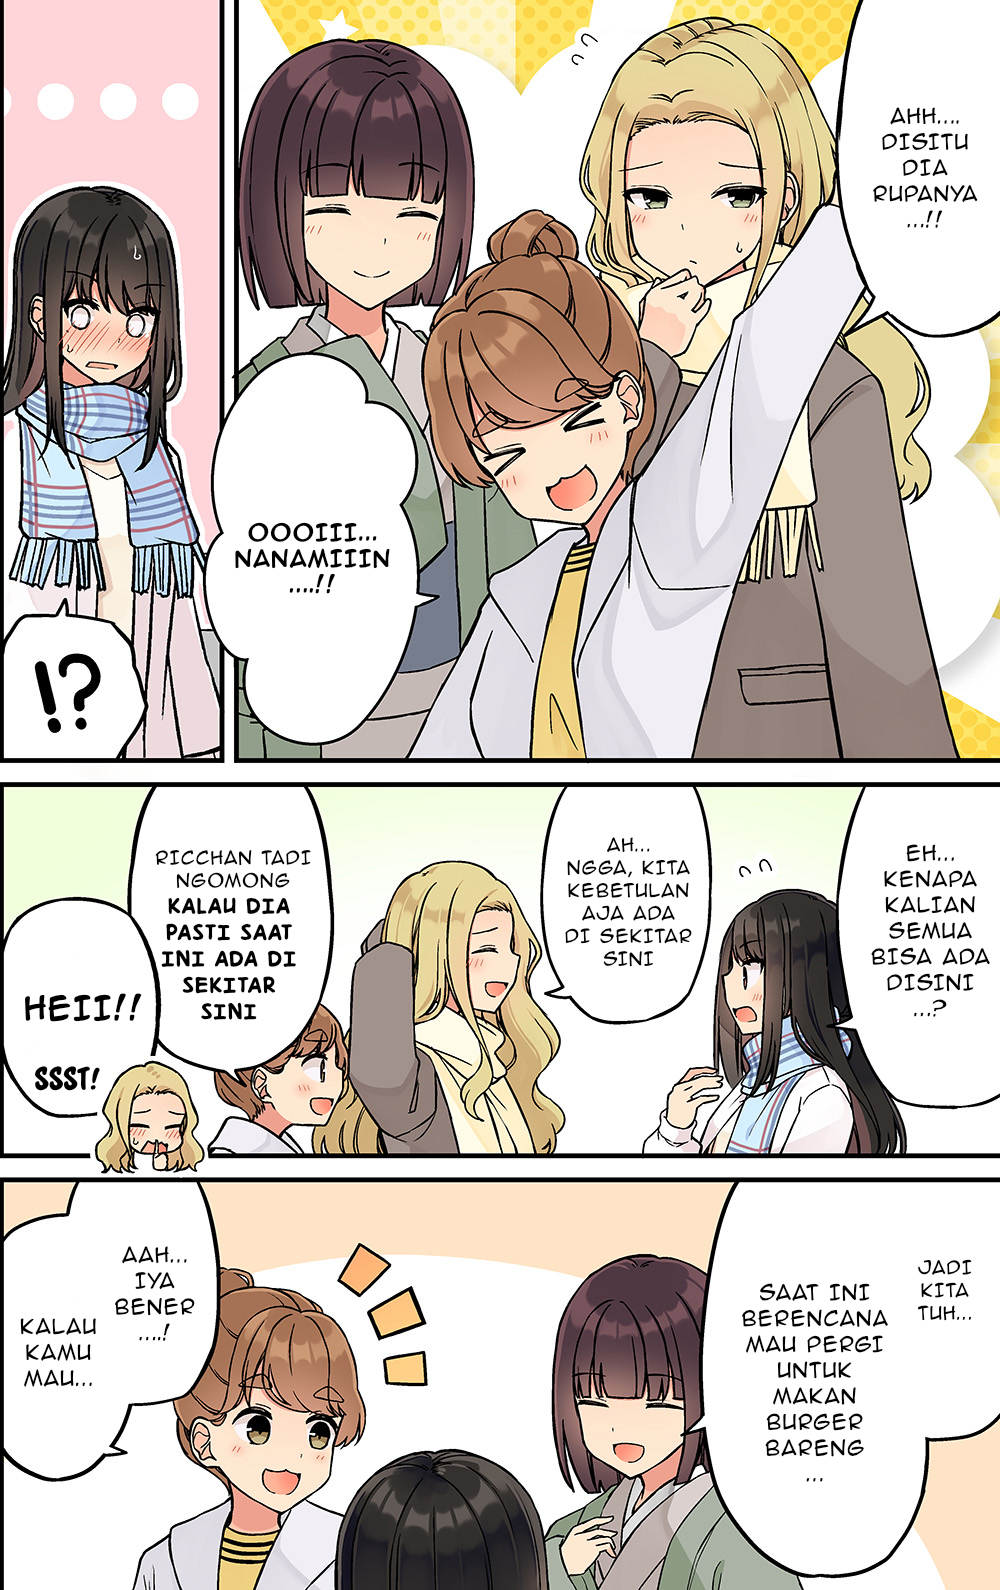 AHH....
DISITU
DIA
RUPANYA
...!!
OOOIII...
NANAMIIIN
....!!
!?
EH...
KENAPA
KALIAN
SEMUA
BISA ADA
DISINI
...?
AH...
NGGA, KITA
KEBETULAN
AJA ADA
DI SEKITAR
SINI
RICCHAN TADI
NGOMONG
KALAU DIA
PASTI SAAT
INI ADA DI
SEKITAR
SINI
HEII!!
SSST!
JADI
KITA
TUH...
SAAT INI
BERENCANA
MAU PERGI
UNTUK
MAKAN
BURGER
BARENG
...
AAH...
IYA
BENER
....!
KALAU
KAMU
MAU...